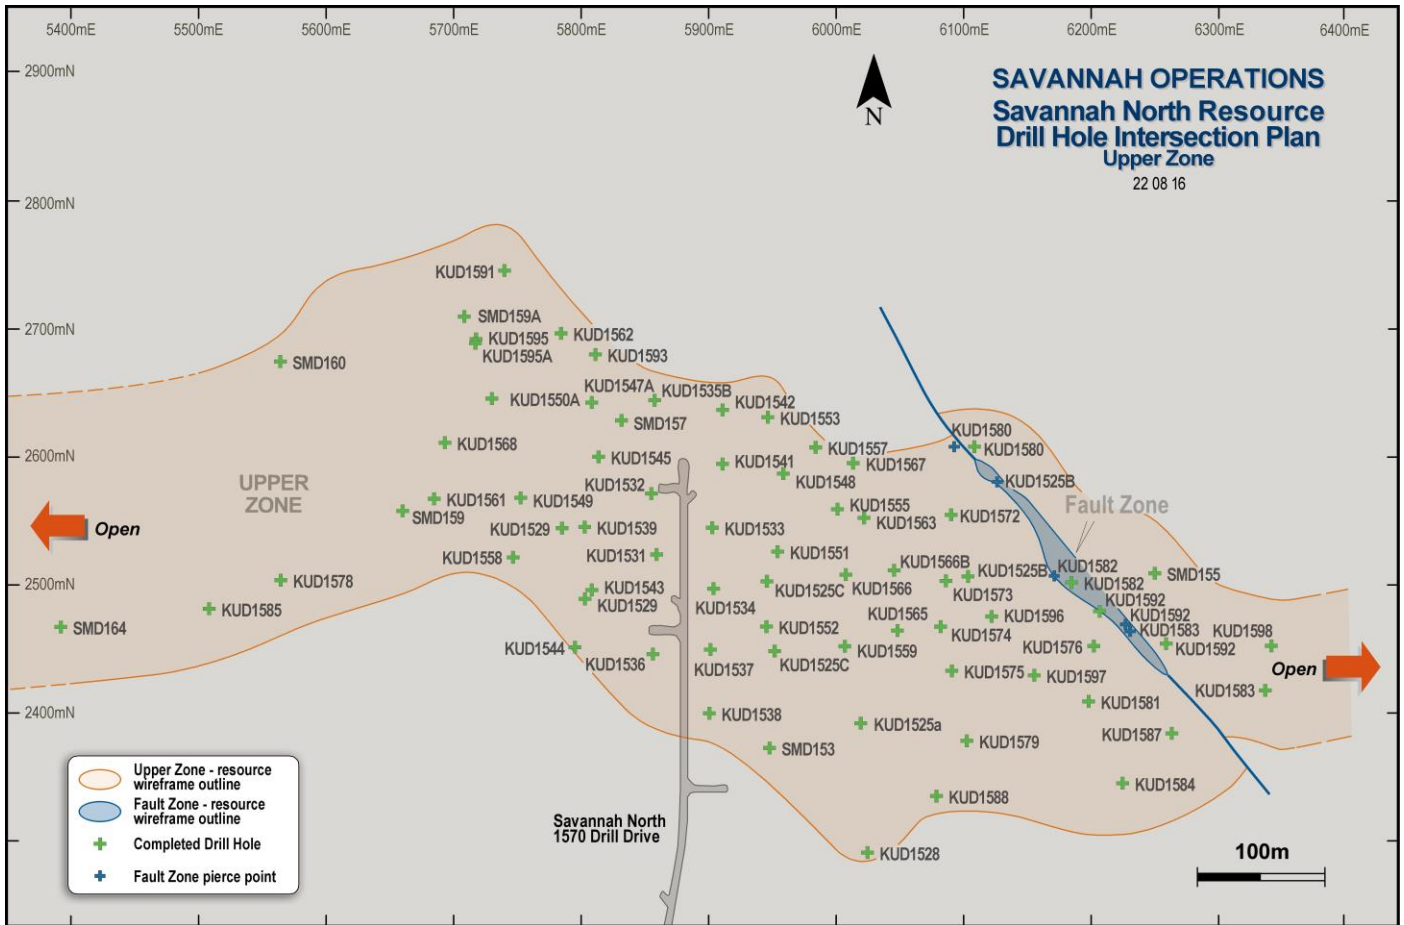 5400mE 5500mE 5600mE 5700mE 5800mE 5900mE 6000mE 6100mE 6200mE 6300mE 6400mE
2900mN
SAVANNAH OPERATIONS
Savannah North Resource
Drill Hole Intersection Plan
Upper Zone
22 08 16
N
2800mN
KUD1591
SMD159A
2700mN
KUD1595
KUD1562
KUD1595A
KUD1593
SMD160
KUD1547A
KUD1535B
KUD1550A
KUD1542
KUD1553
SMD157
KUD1580
KUD1568
KUD1557
KUD1580
2600mN
KUD1545
KUD1541
KUD1567
KUD1532
KUD1548
KUD1525B
UPPER
ZONE
KUD1561
KUD1549
KUD1555
Fault Zone
SMD159
KUD1563
KUD1572
Open
KUD1529
KUD1539
KUD1533
KUD1558
KUD1531
KUD1551
KUD1566B
KUD1582
KUD1525B
SMD155
2500mN
KUD1578
KUD1543
KUD1525C
KUD1566
KUD1573
KUD1582
KUD1529
KUD1534
KUD1592
KUD1585
KUD1565
KUD1596
KUD1592
SMD164
KUD1552
KUD1574
KUD1583
KUD1598
KUD1544
KUD1536
KUD1537
KUD1525C
KUD1559
KUD1576
KUD1592
KUD1575
KUD1597
Open
KUD1583
2400mN
KUD1538
KUD1525a
KUD1581
SMD153
KUD1579
KUD1587
Upper Zone - resource
wireframe outline
KUD1588
KUD1584
Fault Zone - resource
wireframe outline
Savannah North
1570 Drill Drive
Completed Drill Hole
KUD1528
100m
Fault Zone pierce point